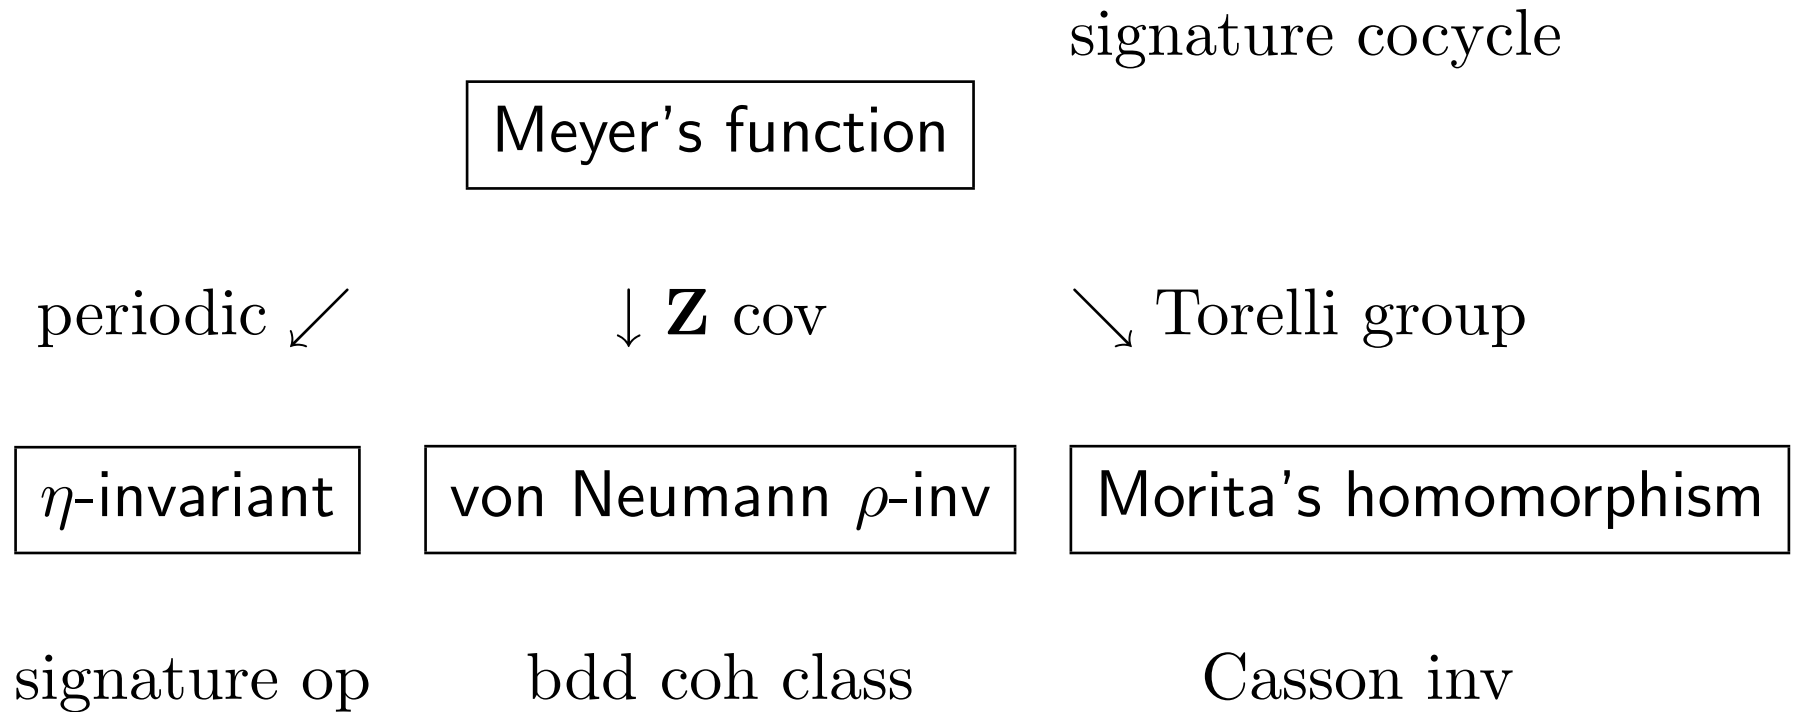 signature cocycle
Meyer's function
periodic ↙ ↓ Z cov ↘ Torelli group
η-invariant von Neumann ρ-inv Morita's homomorphism
signature op bdd coh class Casson inv